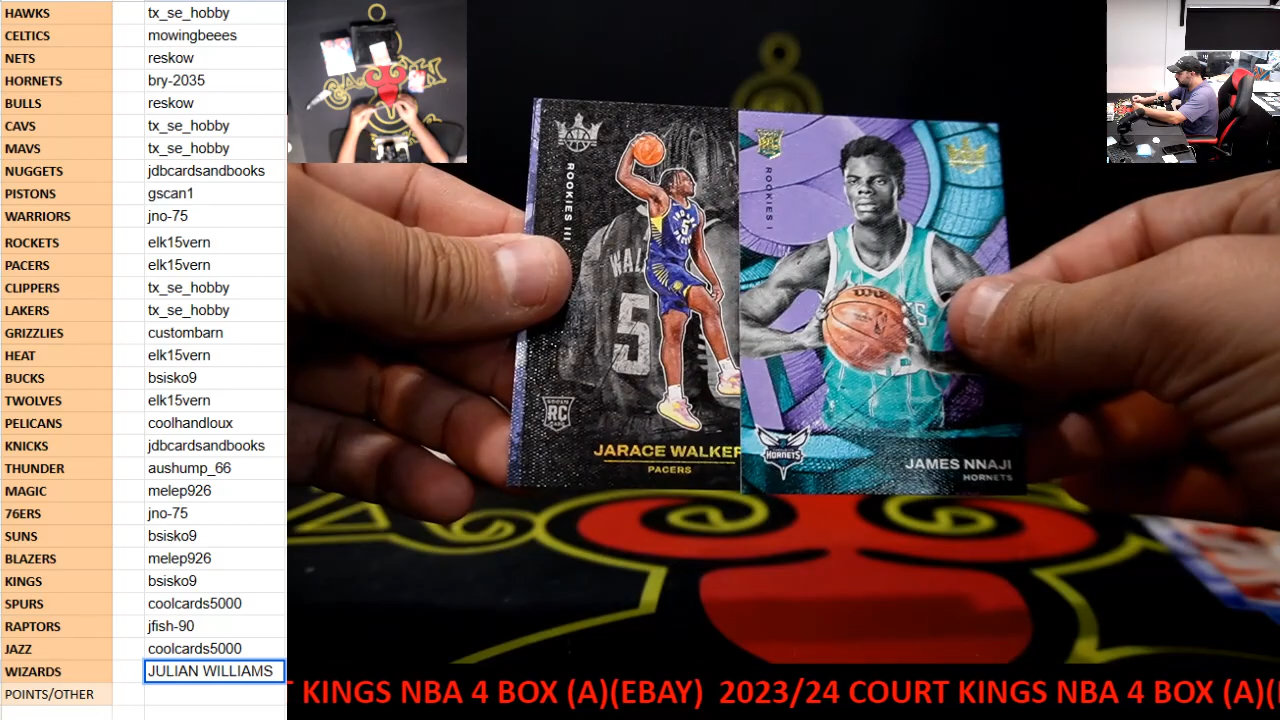 HAWKS tx_se_hobby
CELTICS mowingbeees
NETS reskow
HORNETS bry-2035
BULLS reskow
CAVS tx_se_hobby
MAVS tx_se_hobby
NUGGETS jdbcardsandbooks
PISTONS gscan1
WARRIORS jno-75
ROCKETS elk15vern
PACERS elk15vern
CLIPPERS tx_se_hobby
LAKERS tx_se_hobby
GRIZZLIES custombarn
HEAT elk15vern
BUCKS bsisko9
TWOLVES elk15vern
PELICANS coolhandloux
KNICKS jdbcardsandbooks
THUNDER aushump_66
MAGIC melep926
76ERS jno-75
SUNS bsisko9
BLAZERS melep926
KINGS bsisko9
SPURS coolcards5000
RAPTORS jfish-90
JAZZ coolcards5000
WIZARDS JULIAN WILLIAMS
POINTS/OTHER
ROOKIES III
5
RC
JARACE WALKER
PACERS
ROOKIES I
HORNETS
JAMES NNAJI
HORNETS
KINGS NBA 4 BOX (A)(EBAY) 2023/24 COURT KINGS NBA 4 BOX (A)(